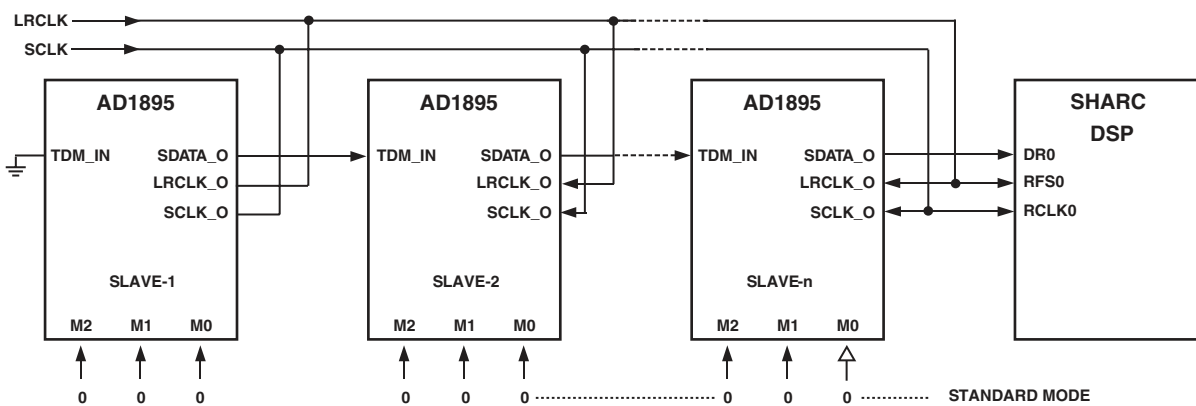 LRCLK
SCLK
AD1895
TDM_IN
SDATA_O
LRCLK_O
SCLK_O
SLAVE-1
M2 M1 M0
0 0 0
AD1895
TDM_IN
SDATA_O
LRCLK_O
SCLK_O
SLAVE-2
M2 M1 M0
0 0 0
AD1895
TDM_IN
SDATA_O
LRCLK_O
SCLK_O
SLAVE-n
M2 M1 M0
0 0 0
STANDARD MODE
SHARC
DSP
DR0
RFS0
RCLK0